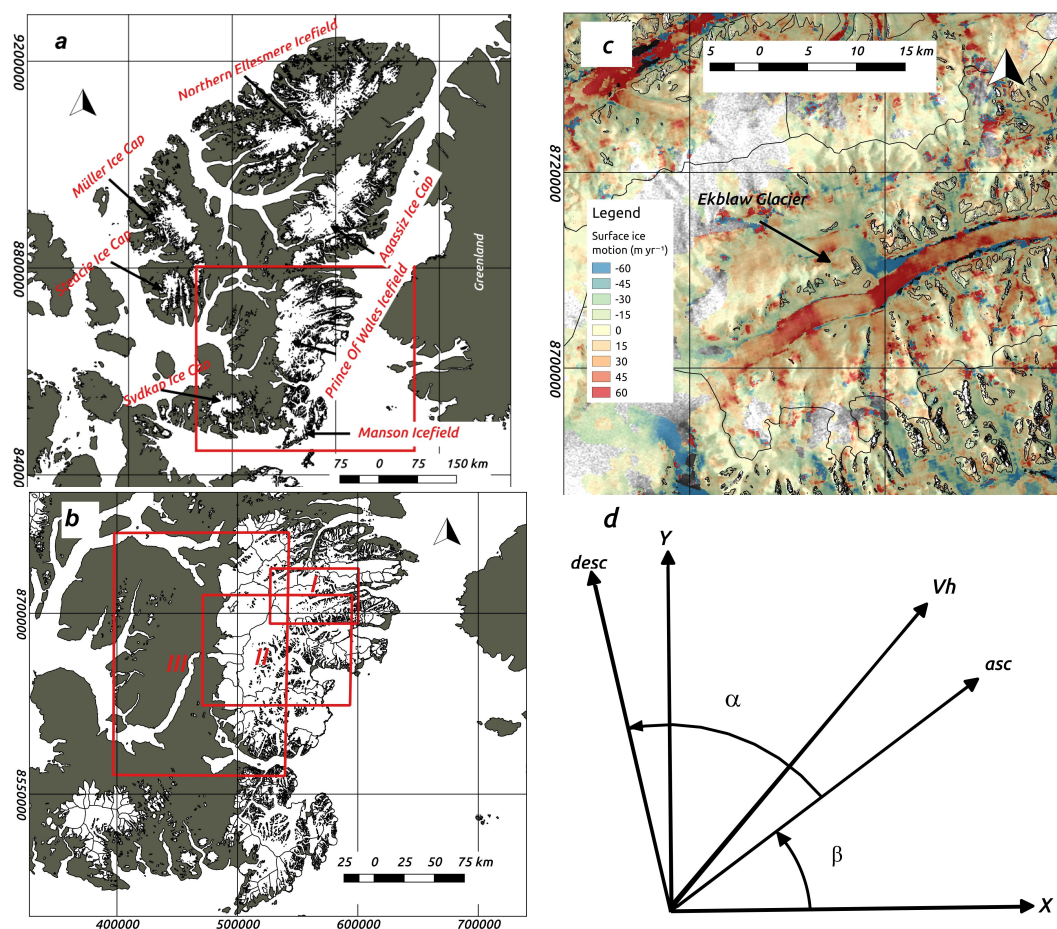 a
Northern Ellesmere Icefield
Müller Ice Cap
Steacie Ice Cap
Agassiz Ice Cap
Greenland
Prince Of Wales Icefield
Sydkap Ice Cap
Manson Icefield
75 0 75 150 km
9200000
8800000
8400000
b
I
II
III
25 0 25 50 75 km
8700000
8550000
400000 500000 600000 700000
c
5 0 5 10 15 km
8720000
8700000
Ekblaw Glacier
Legend
Surface ice
motion (m yr⁻¹)
-60
-45
-30
-15
0
15
30
45
60
d
desc
Y
Vh
asc
α
β
X